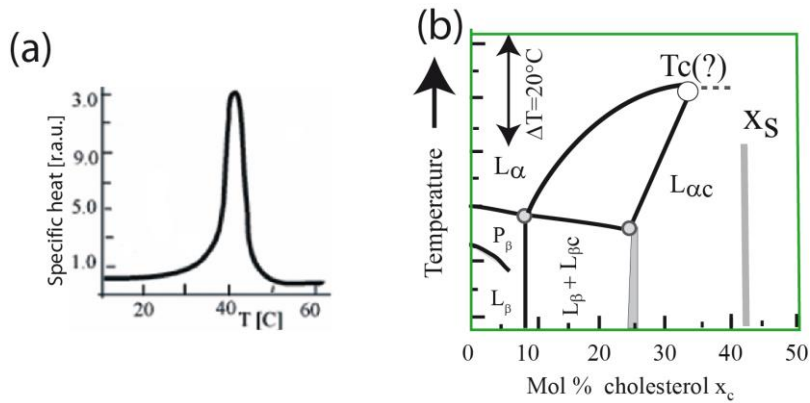 (a)
Specific heat [r.a.u.]
3.0
9.0
5.0
1.0
20
40
60
T [C]
(b)
Temperature
ΔT=20°C
Tc(?)
Xs
Lα
Lαc
Pβ
Lβ
Lβ + Lβc
0
10
20
30
40
50
Mol % cholesterol xc